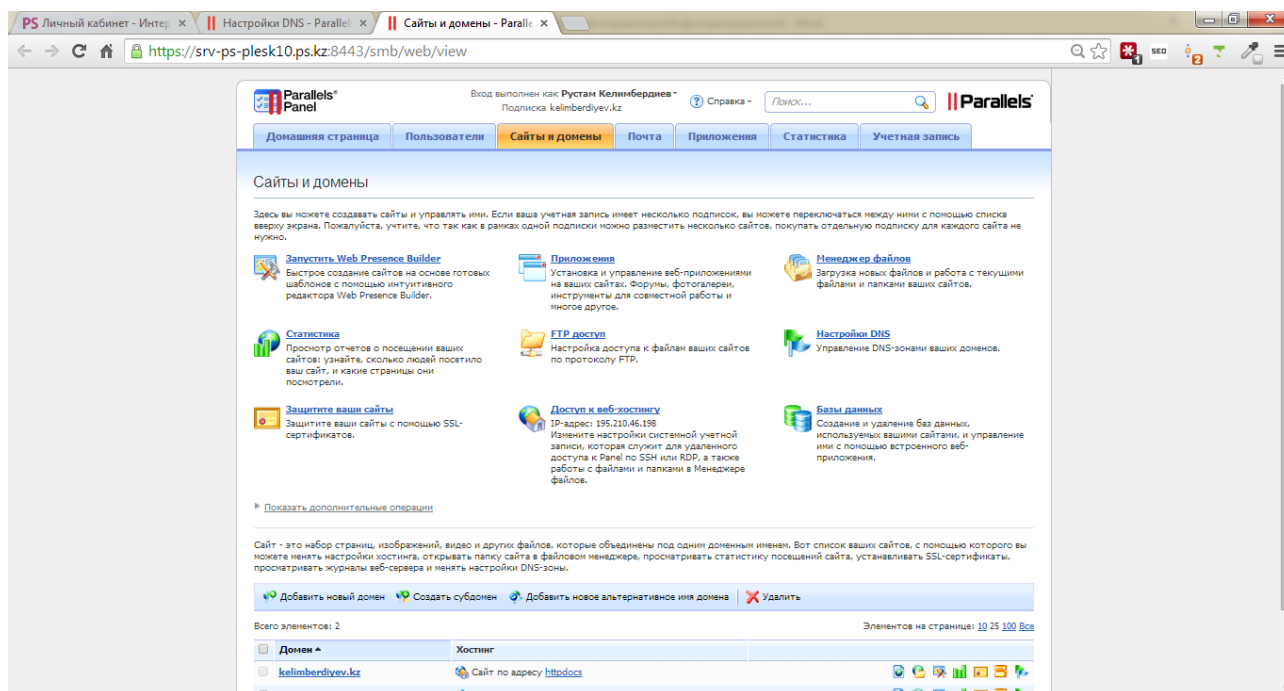 PS Личный кабинет - Интер
Настройки DNS - Parallel
Сайты и домены - Paralle
https://srv-ps-plesk10.ps.kz:8443/smb/web/view
SEO
1
2
Parallels®
Panel
Вход выполнен как Рустам Келимбердиев
Подписка kelimberdiyev.kz
Справка
Поиск...
Parallels
Домашняя страница Пользователи Сайты и домены Почта Приложения Статистика Учетная запись
Сайты и домены
Здесь вы можете создавать сайты и управлять ими. Если ваша учетная запись имеет несколько подписок, вы можете переключаться между ними с помощью списка
вверху экрана. Пожалуйста, учтите, что так как в рамках одной подписки можно разместить несколько сайтов, покупать отдельную подписку для каждого сайта не
нужно.
Запустить Web Presence Builder
Быстрое создание сайтов на основе готовых
шаблонов с помощью интуитивного
редактора Web Presence Builder.
Приложения
Установка и управление веб-приложениями
на ваших сайтах. Форумы, фотогалереи,
инструменты для совместной работы и
многое другое.
Менеджер файлов
Загрузка новых файлов и работа с текущими
файлами и папками ваших сайтов.
Статистика
Просмотр отчетов о посещении ваших
сайтов: узнайте, сколько людей посетило
ваш сайт, и какие страницы они
посмотрели.
FTP доступ
Настройка доступа к файлам ваших сайтов
по протоколу FTP.
Настройки DNS
Управление DNS-зонами ваших доменов.
Защитите ваши сайты
Защитите ваши сайты с помощью SSL-
сертификатов.
Доступ к веб-хостингу
IP-адрес: 195.210.46.198
Измените настройки системной учетной
записи, которая служит для удаленного
доступа к Panel по SSH или RDP, а также
работы с файлами и папками в Менеджере
файлов.
Базы данных
Создание и удаление баз данных,
используемых вашими сайтами, и управление
ими с помощью встроенного веб-
приложения.
Показать дополнительные операции
Сайт - это набор страниц, изображений, видео и других файлов, которые объединены под одним доменным именем. Вот список ваших сайтов, с помощью которого вы
можете менять настройки хостинга, открывать папку сайта в файловом менеджере, просматривать статистику посещений сайта, устанавливать SSL-сертификаты,
просматривать журналы веб-сервера и менять настройки DNS-зоны.
Добавить новый домен Создать субдомен Добавить новое альтернативное имя домена Удалить
Всего элементов: 2
Элементов на странице: 10 25 100 Все
Домен Хостинг
kelimberdiyev.kz Сайт по адресу httpdocs